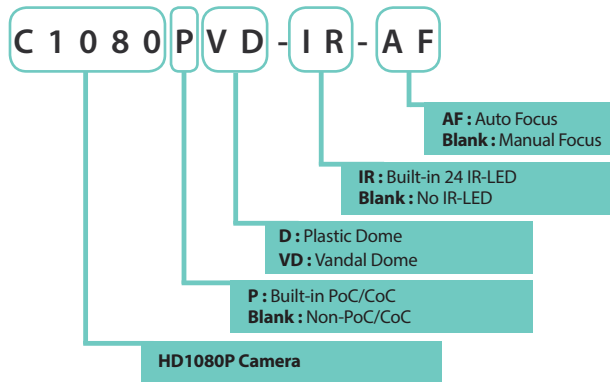 C1080PVD-IR-AF
AF : Auto Focus
Blank : Manual Focus
IR : Built-in 24 IR-LED
Blank : No IR-LED
D : Plastic Dome
VD : Vandal Dome
P : Built-in PoC/CoC
Blank : Non-PoC/CoC
HD1080P Camera